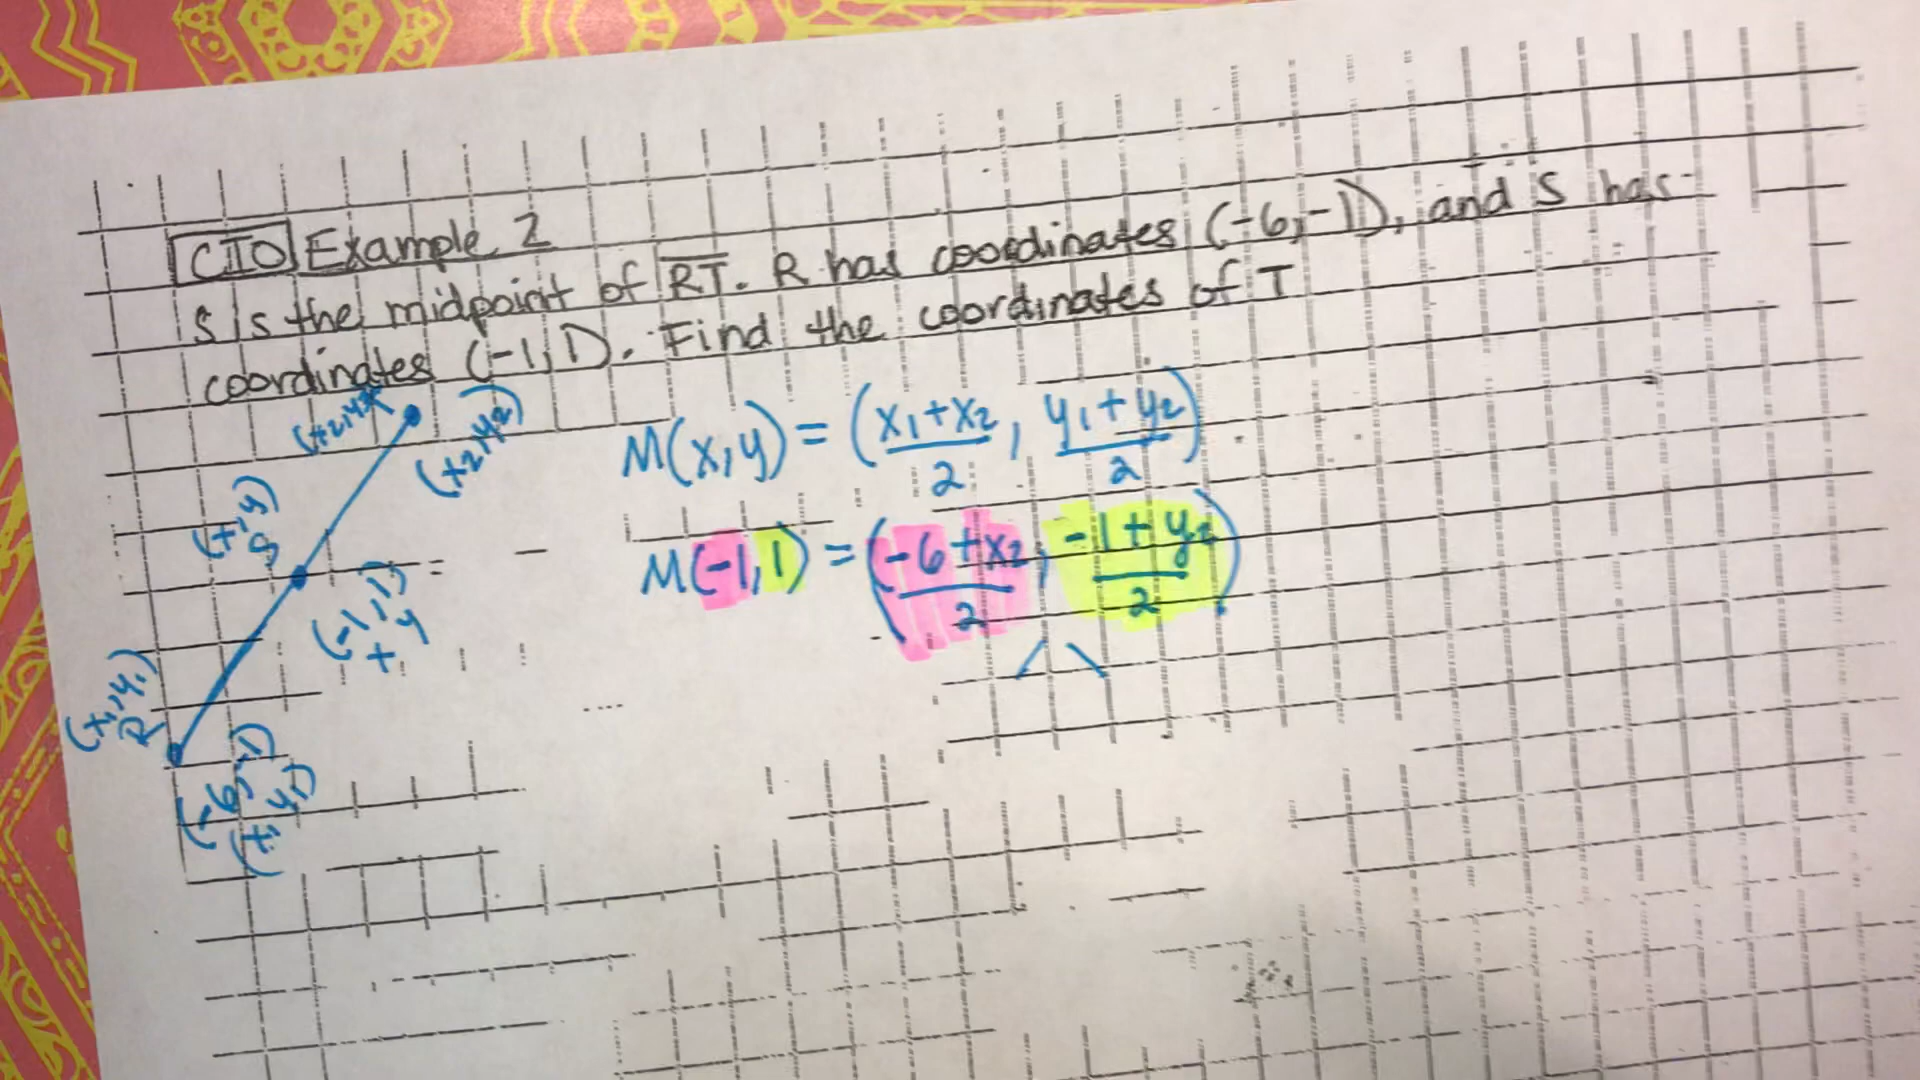 CIO Example 2
S is the midpoint of RT. R has coordinates (-6,-1), and S has
coordinates (-1,1). Find the coordinates of T
(x2,y2) T
(x2,y2)
M(x,y) = (x1+x2/2, y1+y2/2)
(x,y)
S
M(-1,1) = (-6+x2/2, -1+y2/2)
(-1,1)
x y
(x1,y1)
R
(-6,-1)
(x1,y1)